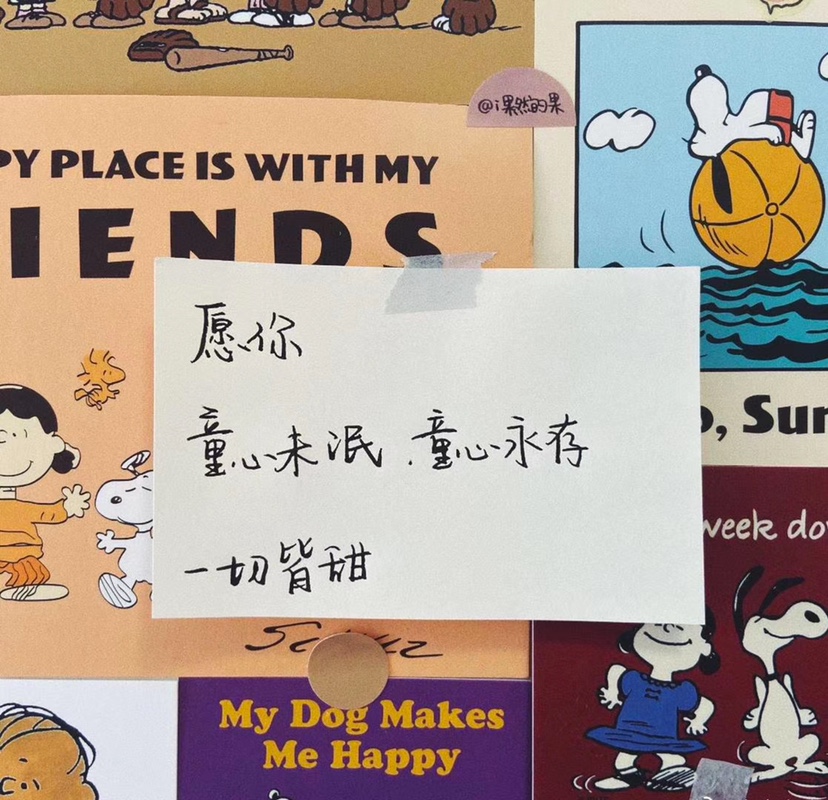 @i果然的果
PY PLACE IS WITH MY
IENDS
愿你
童心未泯.童心永存
一切皆甜
o, Sun
week dow
My Dog Makes
Me Happy